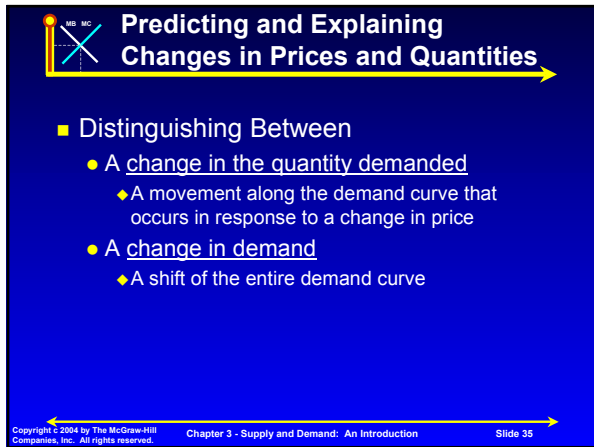 MB MC
Predicting and Explaining
Changes in Prices and Quantities
Distinguishing Between
A change in the quantity demanded
A movement along the demand curve that
occurs in response to a change in price
A change in demand
A shift of the entire demand curve
Copyright c 2004 by The McGraw-Hill
Companies, Inc. All rights reserved.
Chapter 3 - Supply and Demand: An Introduction
Slide 35